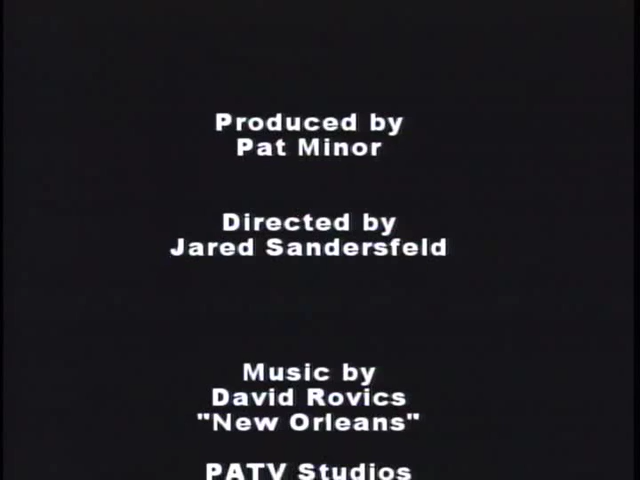 Produced by
Pat Minor
Directed by
Jared Sandersfeld
Music by
David Rovics
"New Orleans"
PATV Studios